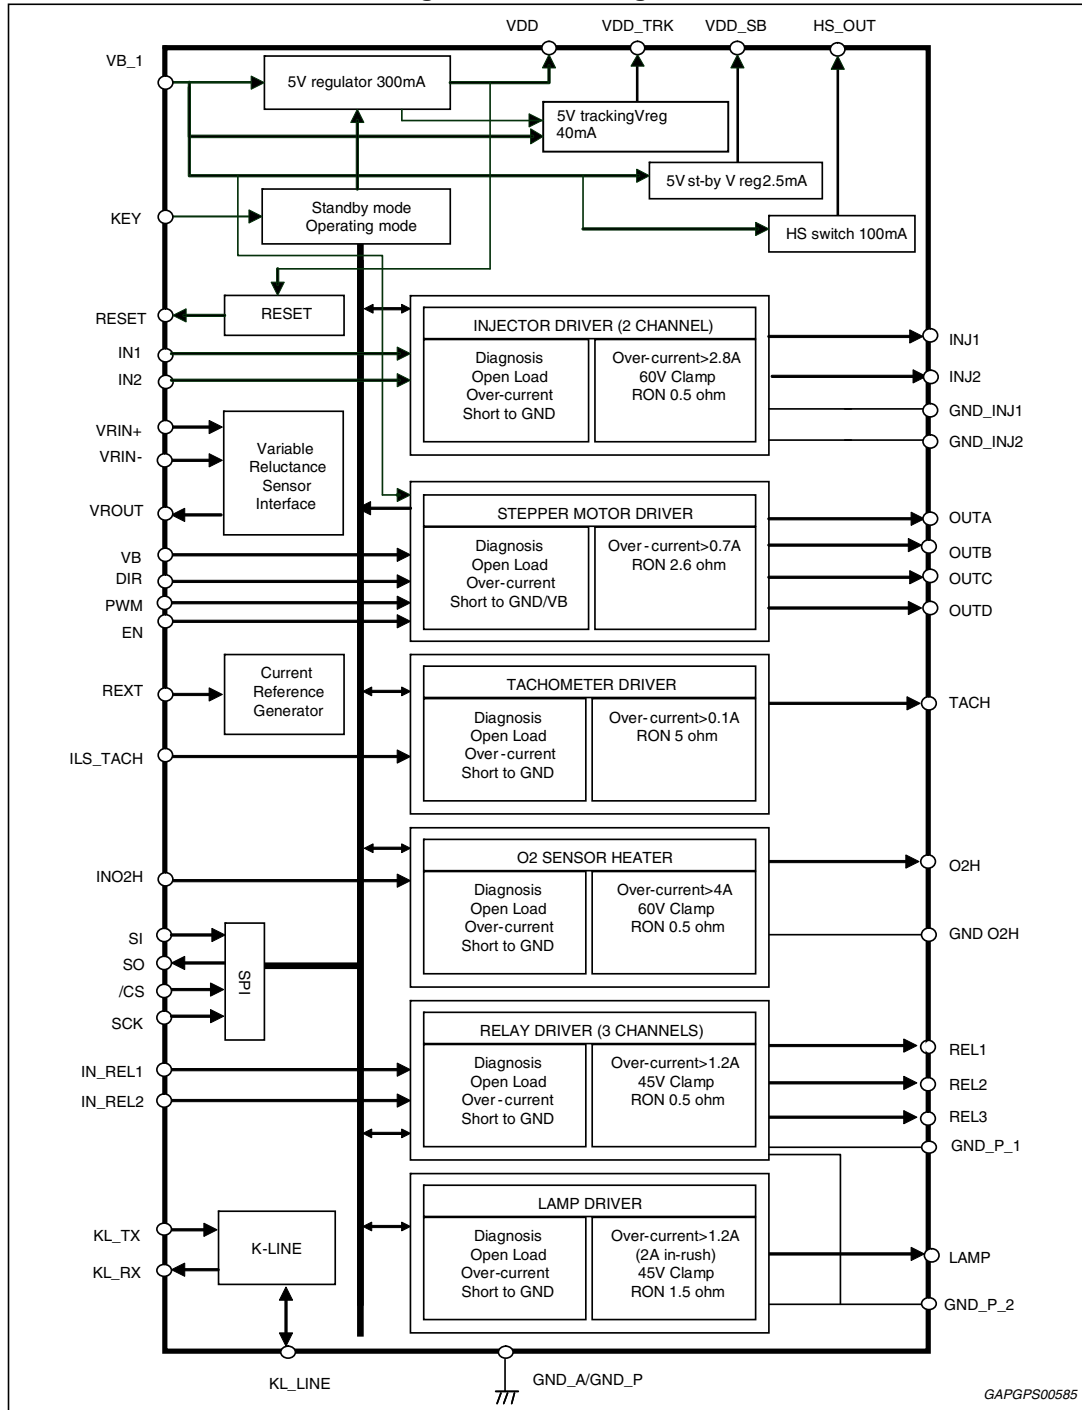 VDD
VDD_TRK
VDD_SB
HS_OUT
VB_1
5V regulator 300mA
5V trackingVreg
40mA
5V st-by V reg2.5mA
KEY
Standby mode
Operating mode
HS switch 100mA
RESET
RESET
IN1
IN2
INJECTOR DRIVER (2 CHANNEL)
Diagnosis
Open Load
Over-current
Short to GND
Over-current>2.8A
60V Clamp
RON 0.5 ohm
INJ1
INJ2
GND_INJ1
GND_INJ2
VRIN+
VRIN-
VROUT
Variable
Reluctance
Sensor
Interface
VB
DIR
PWM
EN
STEPPER MOTOR DRIVER
Diagnosis
Open Load
Over-current
Short to GND/VB
Over-current>0.7A
RON 2.6 ohm
OUTA
OUTB
OUTC
OUTD
REXT
Current
Reference
Generator
ILS_TACH
TACHOMETER DRIVER
Diagnosis
Open Load
Over-current
Short to GND
Over-current>0.1A
RON 5 ohm
TACH
INO2H
O2 SENSOR HEATER
Diagnosis
Open Load
Over-current
Short to GND
Over-current>4A
60V Clamp
RON 0.5 ohm
O2H
GND O2H
SI
SO
/CS
SCK
SPI
IN_REL1
IN_REL2
RELAY DRIVER (3 CHANNELS)
Diagnosis
Open Load
Over-current
Short to GND
Over-current>1.2A
45V Clamp
RON 0.5 ohm
REL1
REL2
REL3
GND_P_1
KL_TX
KL_RX
K-LINE
LAMP DRIVER
Diagnosis
Open Load
Over-current
Short to GND
Over-current>1.2A
(2A in-rush)
45V Clamp
RON 1.5 ohm
LAMP
GND_P_2
KL_LINE
GND_A/GND_P
GAPGPS00585